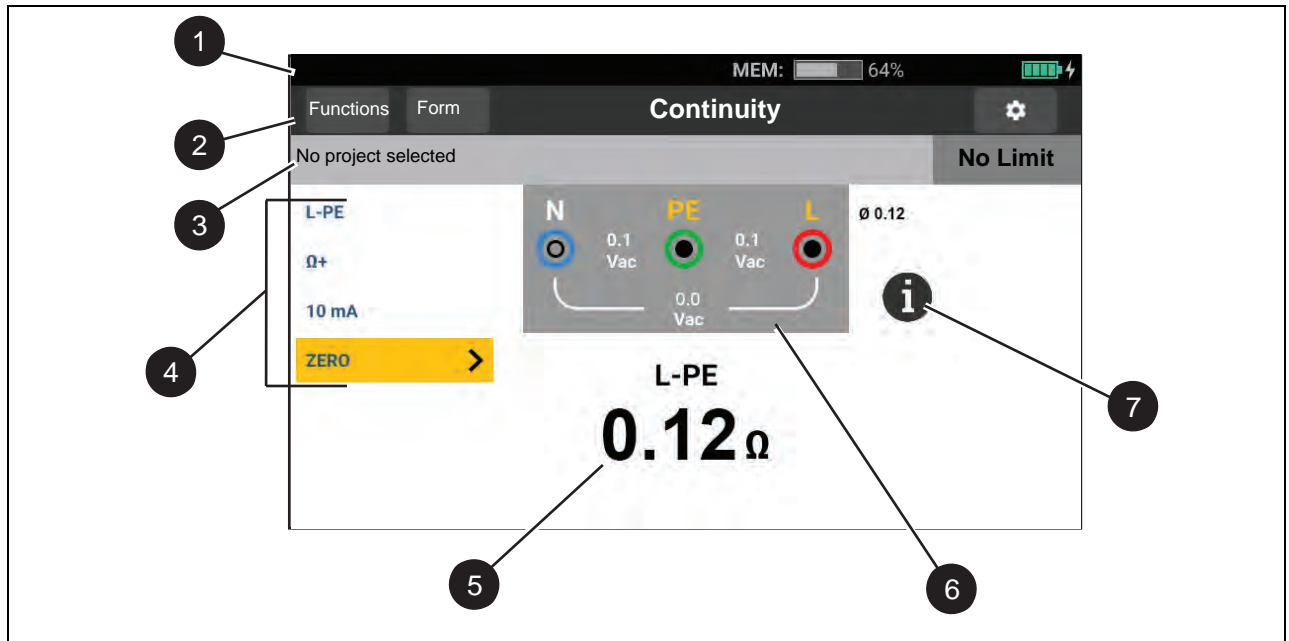 1
MEM: 64%
Functions Form Continuity
2
No project selected No Limit
3
L-PE
N PE L
Ø 0.12
Ω+
0.1 Vac
0.1 Vac
i
10 mA
0.0 Vac
ZERO >
4
L-PE
7
0.12 Ω
5
6